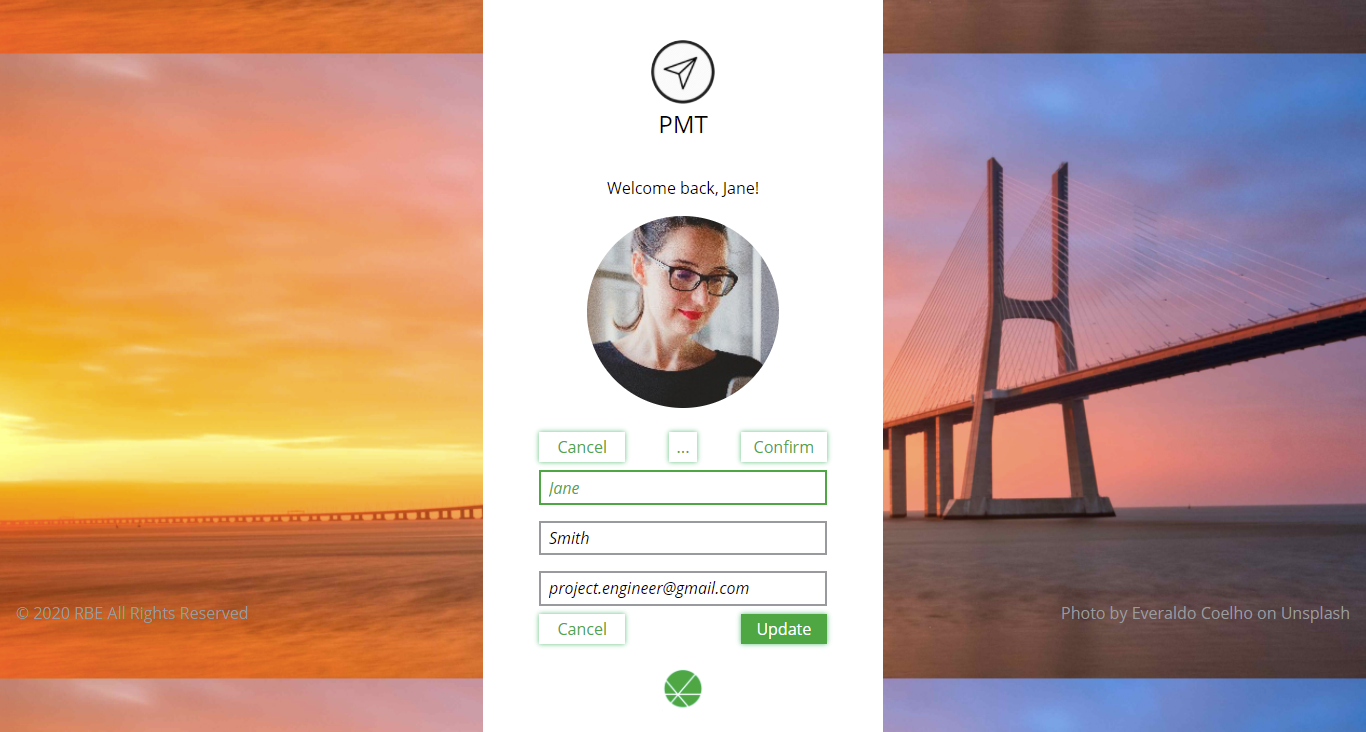 PMT
Welcome back, Jane!
Cancel ... Confirm
Jane
Smith
project.engineer@gmail.com
© 2020 RBE All Rights Reserved
Photo by Everaldo Coelho on Unsplash
Cancel Update